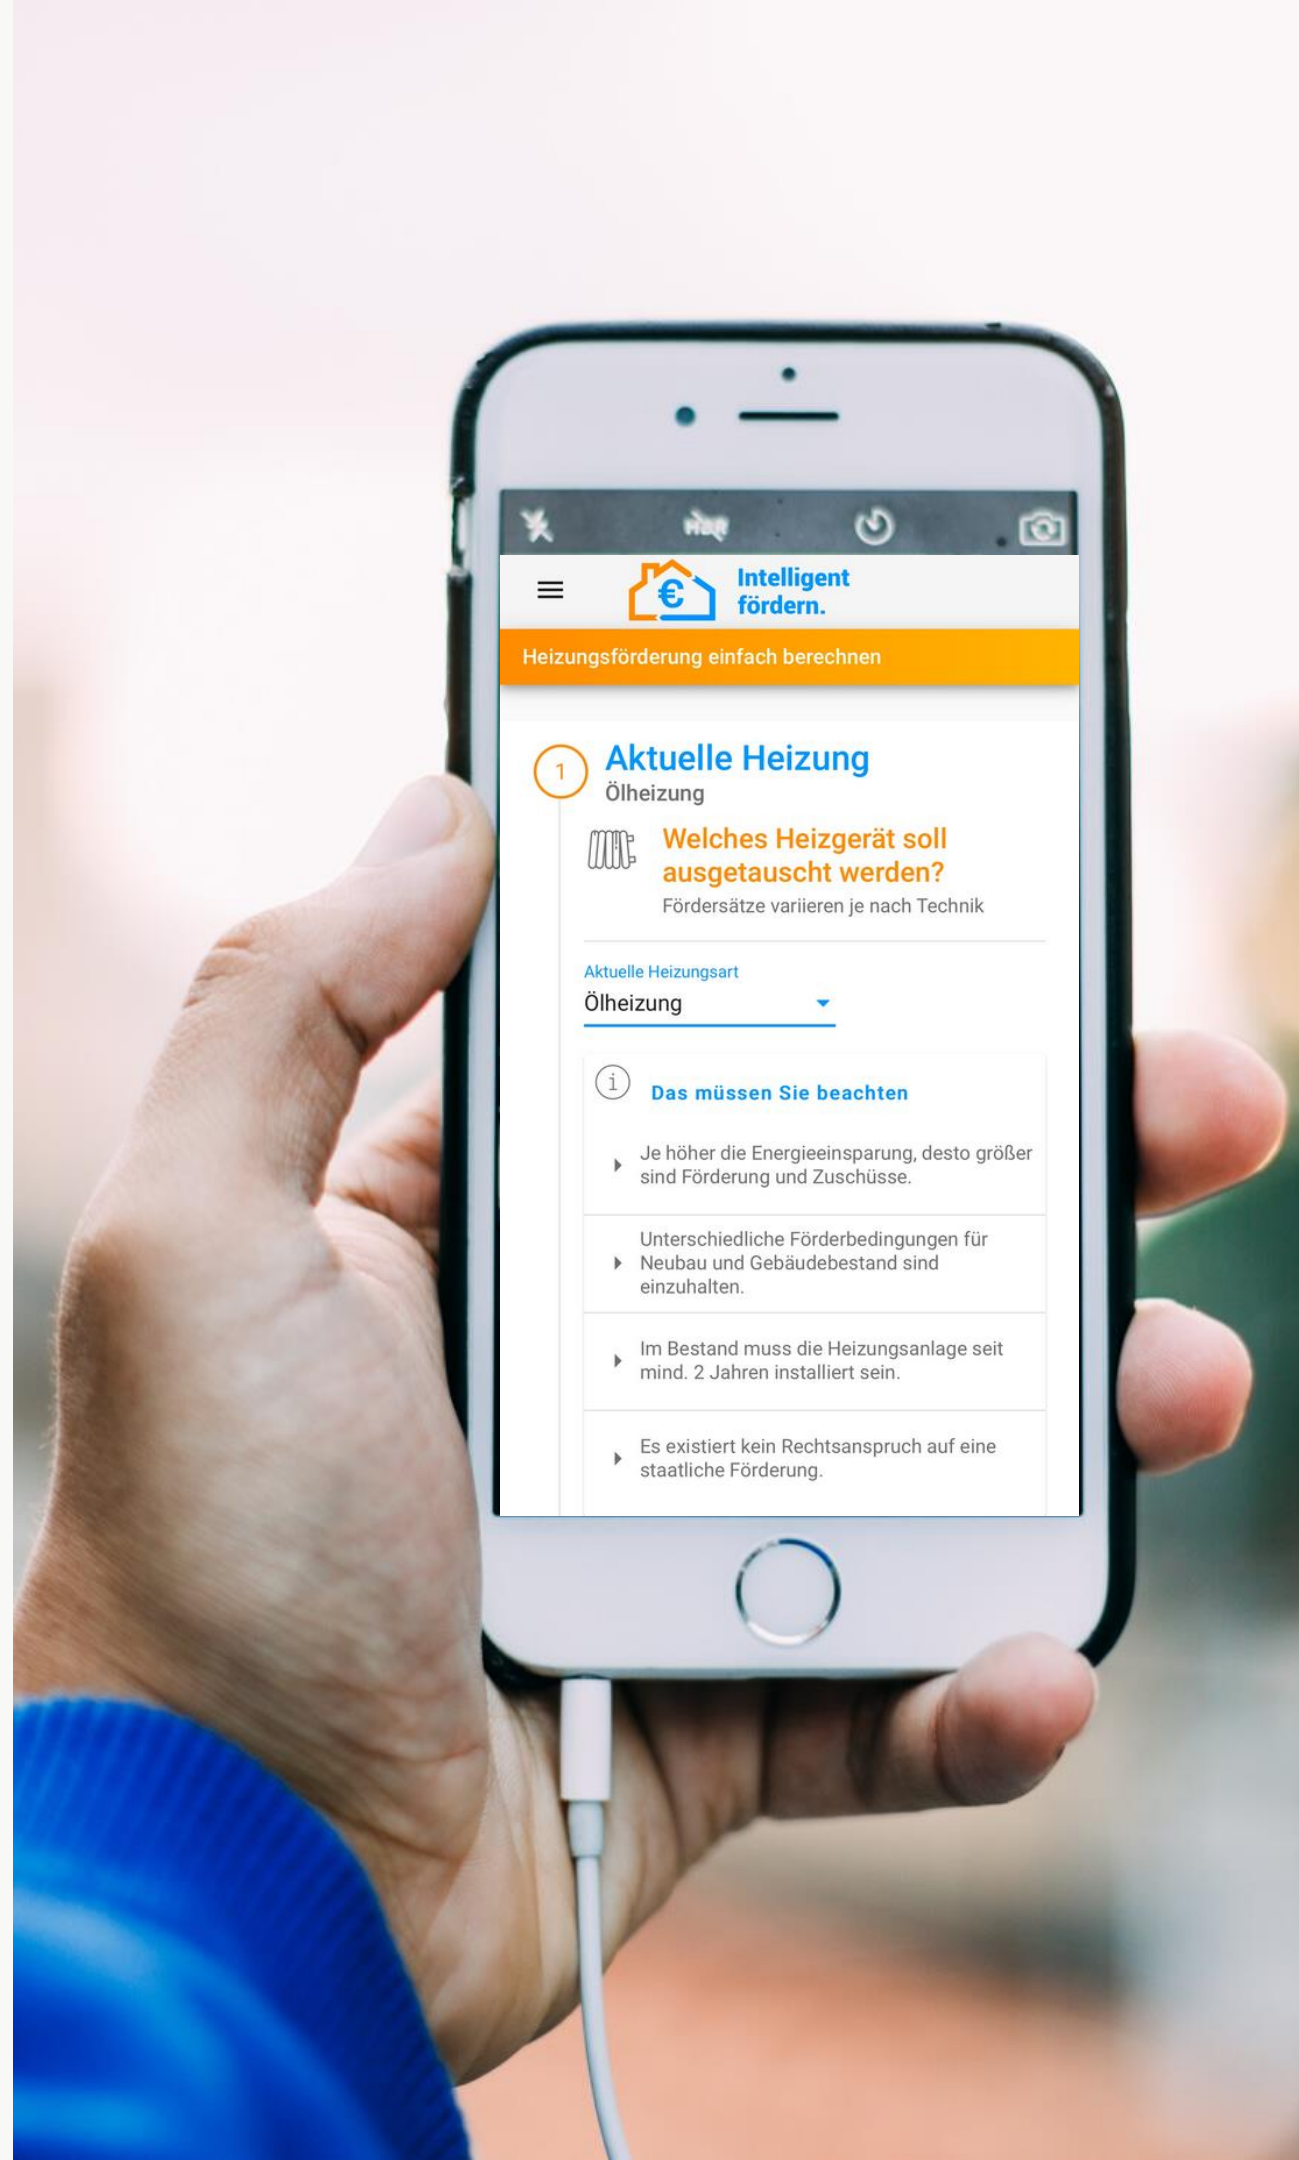 HDR
€
Intelligent
fördern.
Heizungsförderung einfach berechnen
1
Aktuelle Heizung
Ölheizung
Welches Heizgerät soll
ausgetauscht werden?
Fördersätze variieren je nach Technik
Aktuelle Heizungsart
Ölheizung
i
Das müssen Sie beachten
Je höher die Energieeinsparung, desto größer
sind Förderung und Zuschüsse.
Unterschiedliche Förderbedingungen für
Neubau und Gebäudebestand sind
einzuhalten.
Im Bestand muss die Heizungsanlage seit
mind. 2 Jahren installiert sein.
Es existiert kein Rechtsanspruch auf eine
staatliche Förderung.